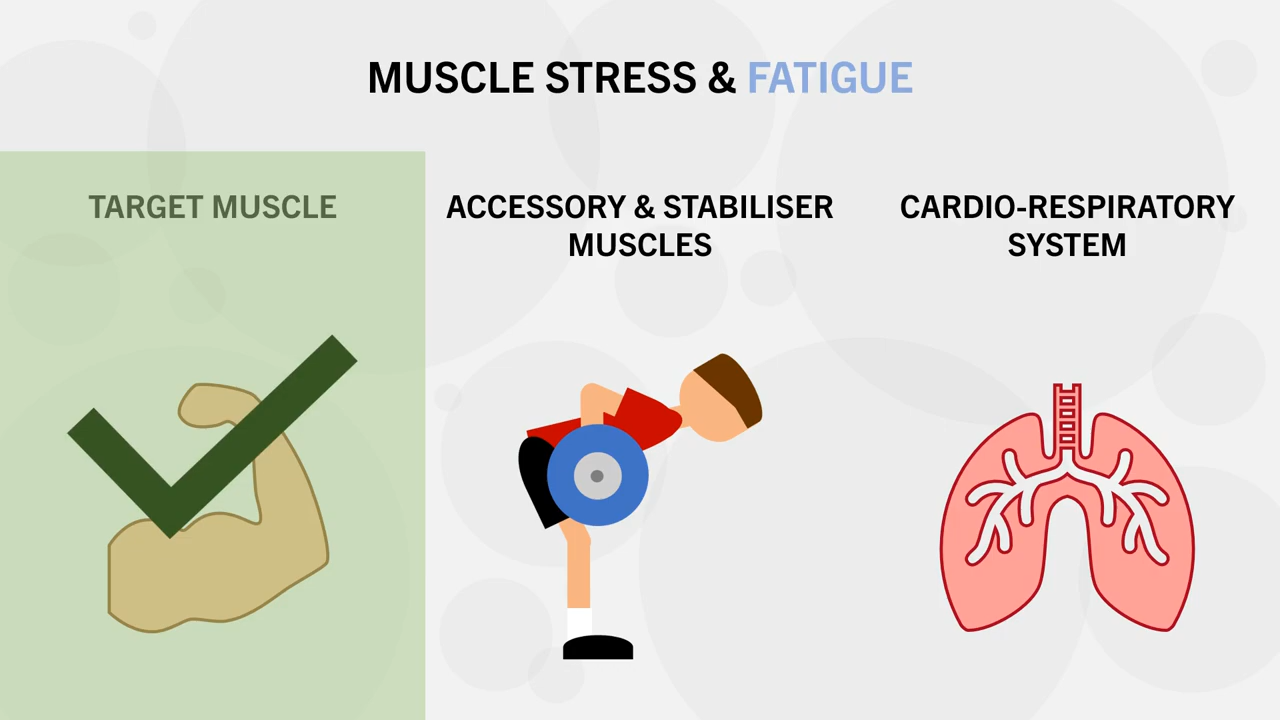 MUSCLE STRESS & FATIGUE
TARGET MUSCLE
ACCESSORY & STABILISER
MUSCLES
CARDIO-RESPIRATORY
SYSTEM